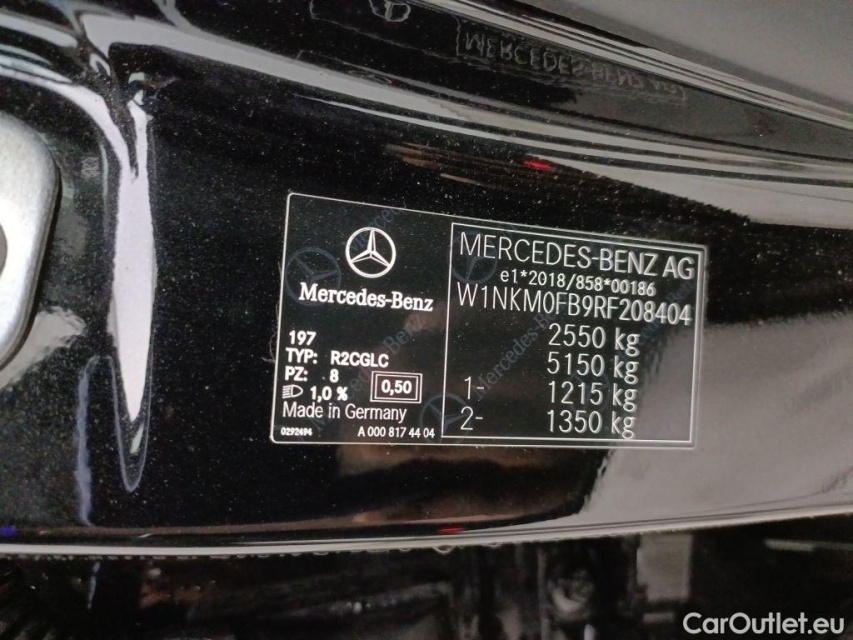 Mercedes-Benz
197
TYP: R2CGLC
PZ: 8
1,0 % 0,50
Made in Germany
0292494 A 000 817 44 04
MERCEDES-BENZ AG
e1*2018/858*00186
W1NKM0FB9RF208404
2550 kg
5150 kg
1- 1215 kg
2- 1350 kg
CarOutlet.eu